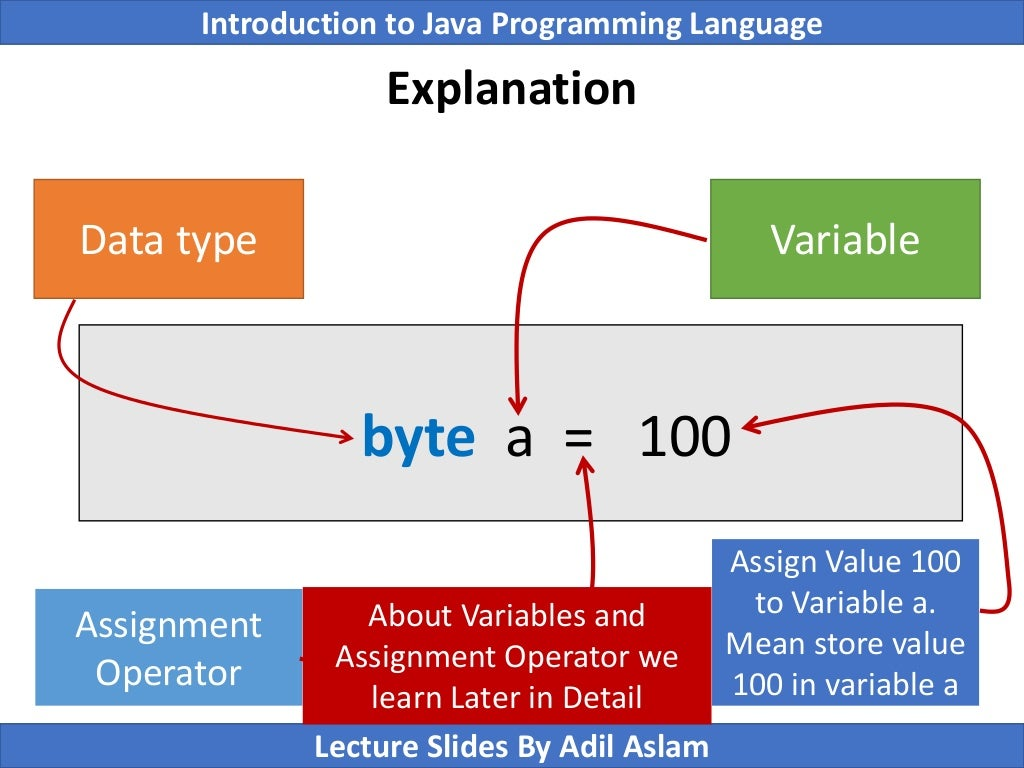 Introduction to Java Programming Language
Explanation
Data type
Variable
byte a = 100
Assignment
Operator
About Variables and
Assignment Operator we
learn Later in Detail
Assign Value 100
to Variable a.
Mean store value
100 in variable a
Lecture Slides By Adil Aslam